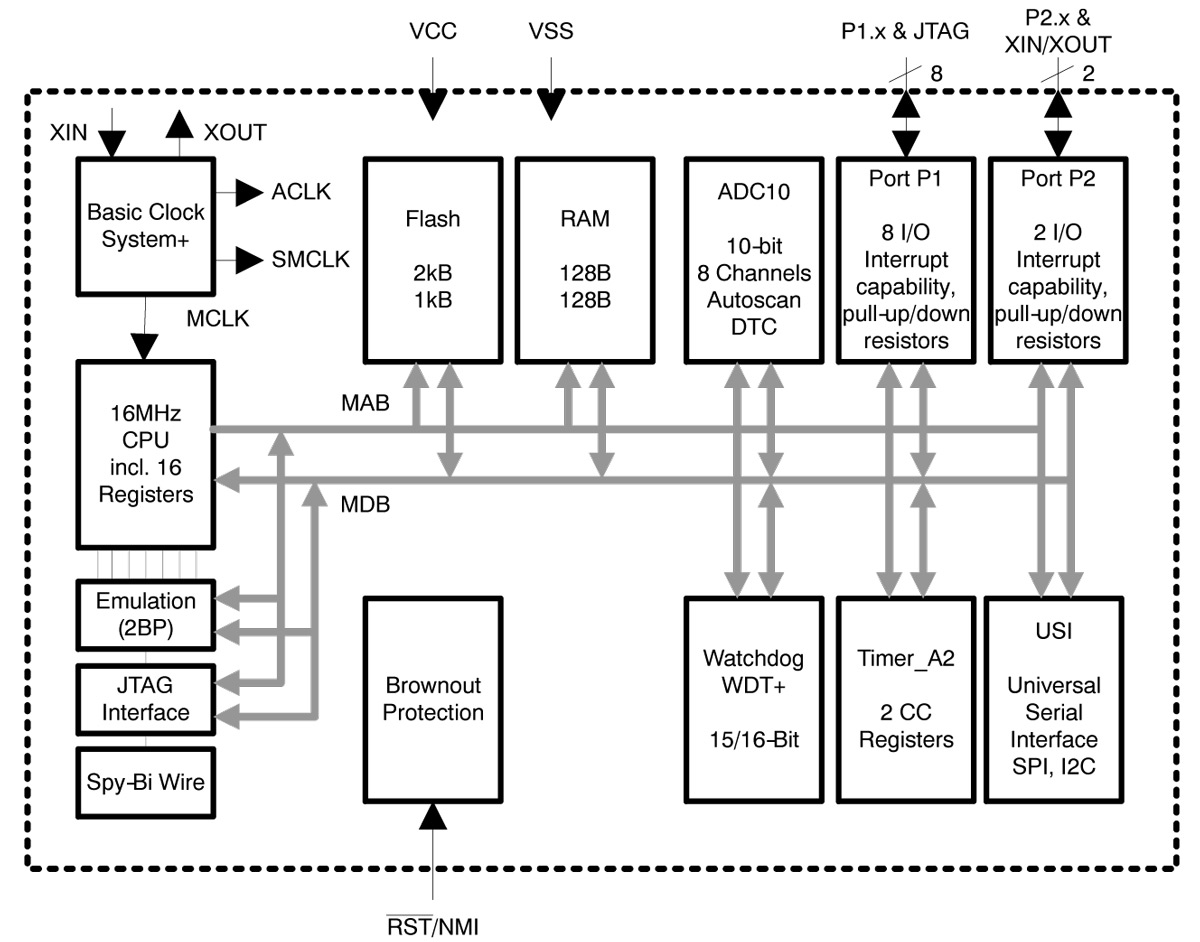 VCC
VSS
P1.x & JTAG
P2.x &
XIN/XOUT
8
2
XIN
XOUT
Basic Clock
System+
ACLK
SMCLK
MCLK
Flash
2kB
1kB
RAM
128B
128B
ADC10
10-bit
8 Channels
Autoscan
DTC
Port P1
8 I/O
Interrupt
capability,
pull-up/down
resistors
Port P2
2 I/O
Interrupt
capability,
pull-up/down
resistors
16MHz
CPU
incl. 16
Registers
MAB
MDB
Emulation
(2BP)
JTAG
Interface
Spy-Bi Wire
Brownout
Protection
Watchdog
WDT+
15/16-Bit
Timer_A2
2 CC
Registers
USI
Universal
Serial
Interface
SPI, I2C
RST/NMI